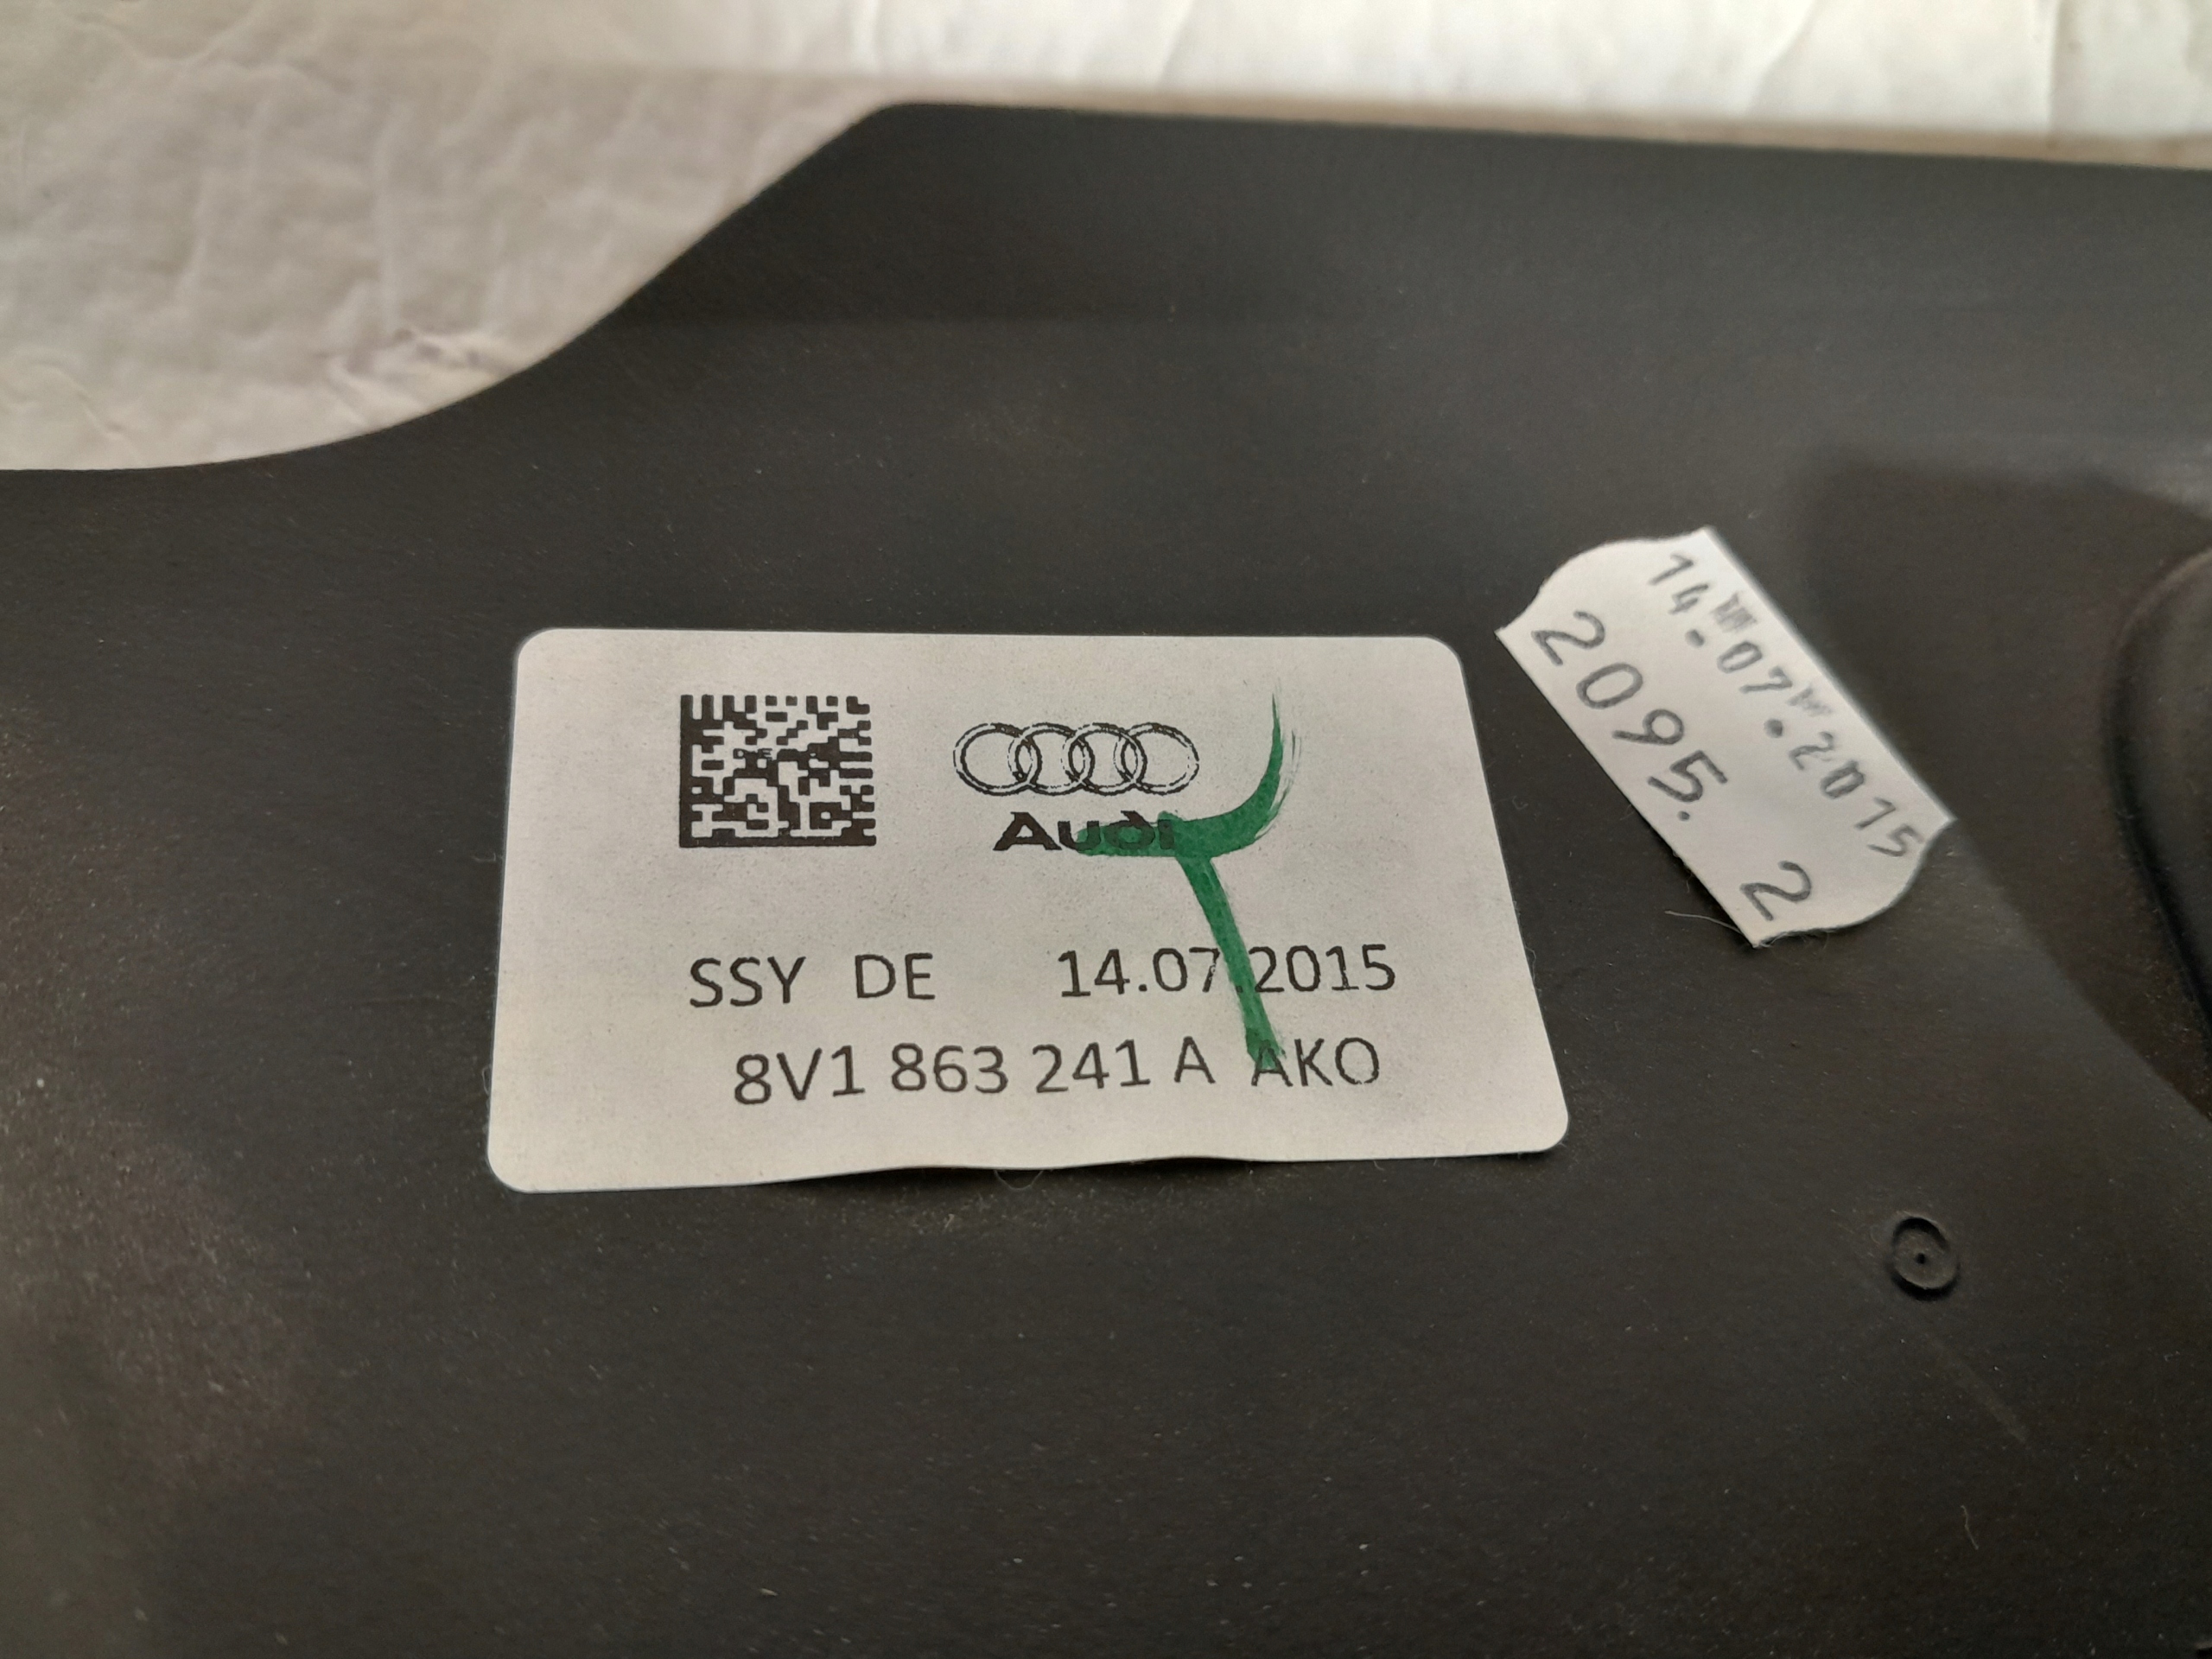 Audi
SSY DE 14.07.2015
8V1 863 241 A AKO
14.07.2015
2095. 2